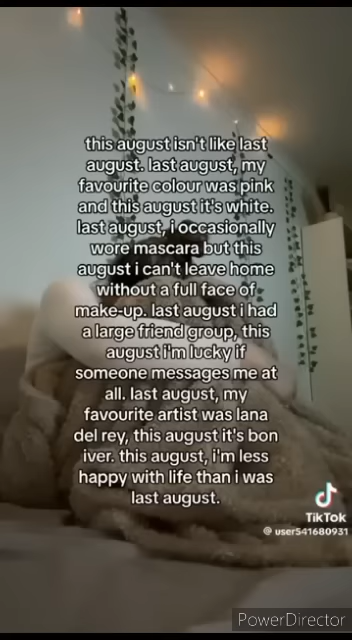 this august isn't like last
august. last august, my
favourite colour was pink
and this august it's white.
last august, i occasionally
wore mascara but this
august i can't leave home
without a full face of
make-up. last august i had
a large friend group, this
august i'm lucky if
someone messages me at
all. last august, my
favourite artist was lana
del rey, this august it's bon
iver. this august, i'm less
happy with life than i was
last august.
TikTok
@ user541680931
PowerDirector